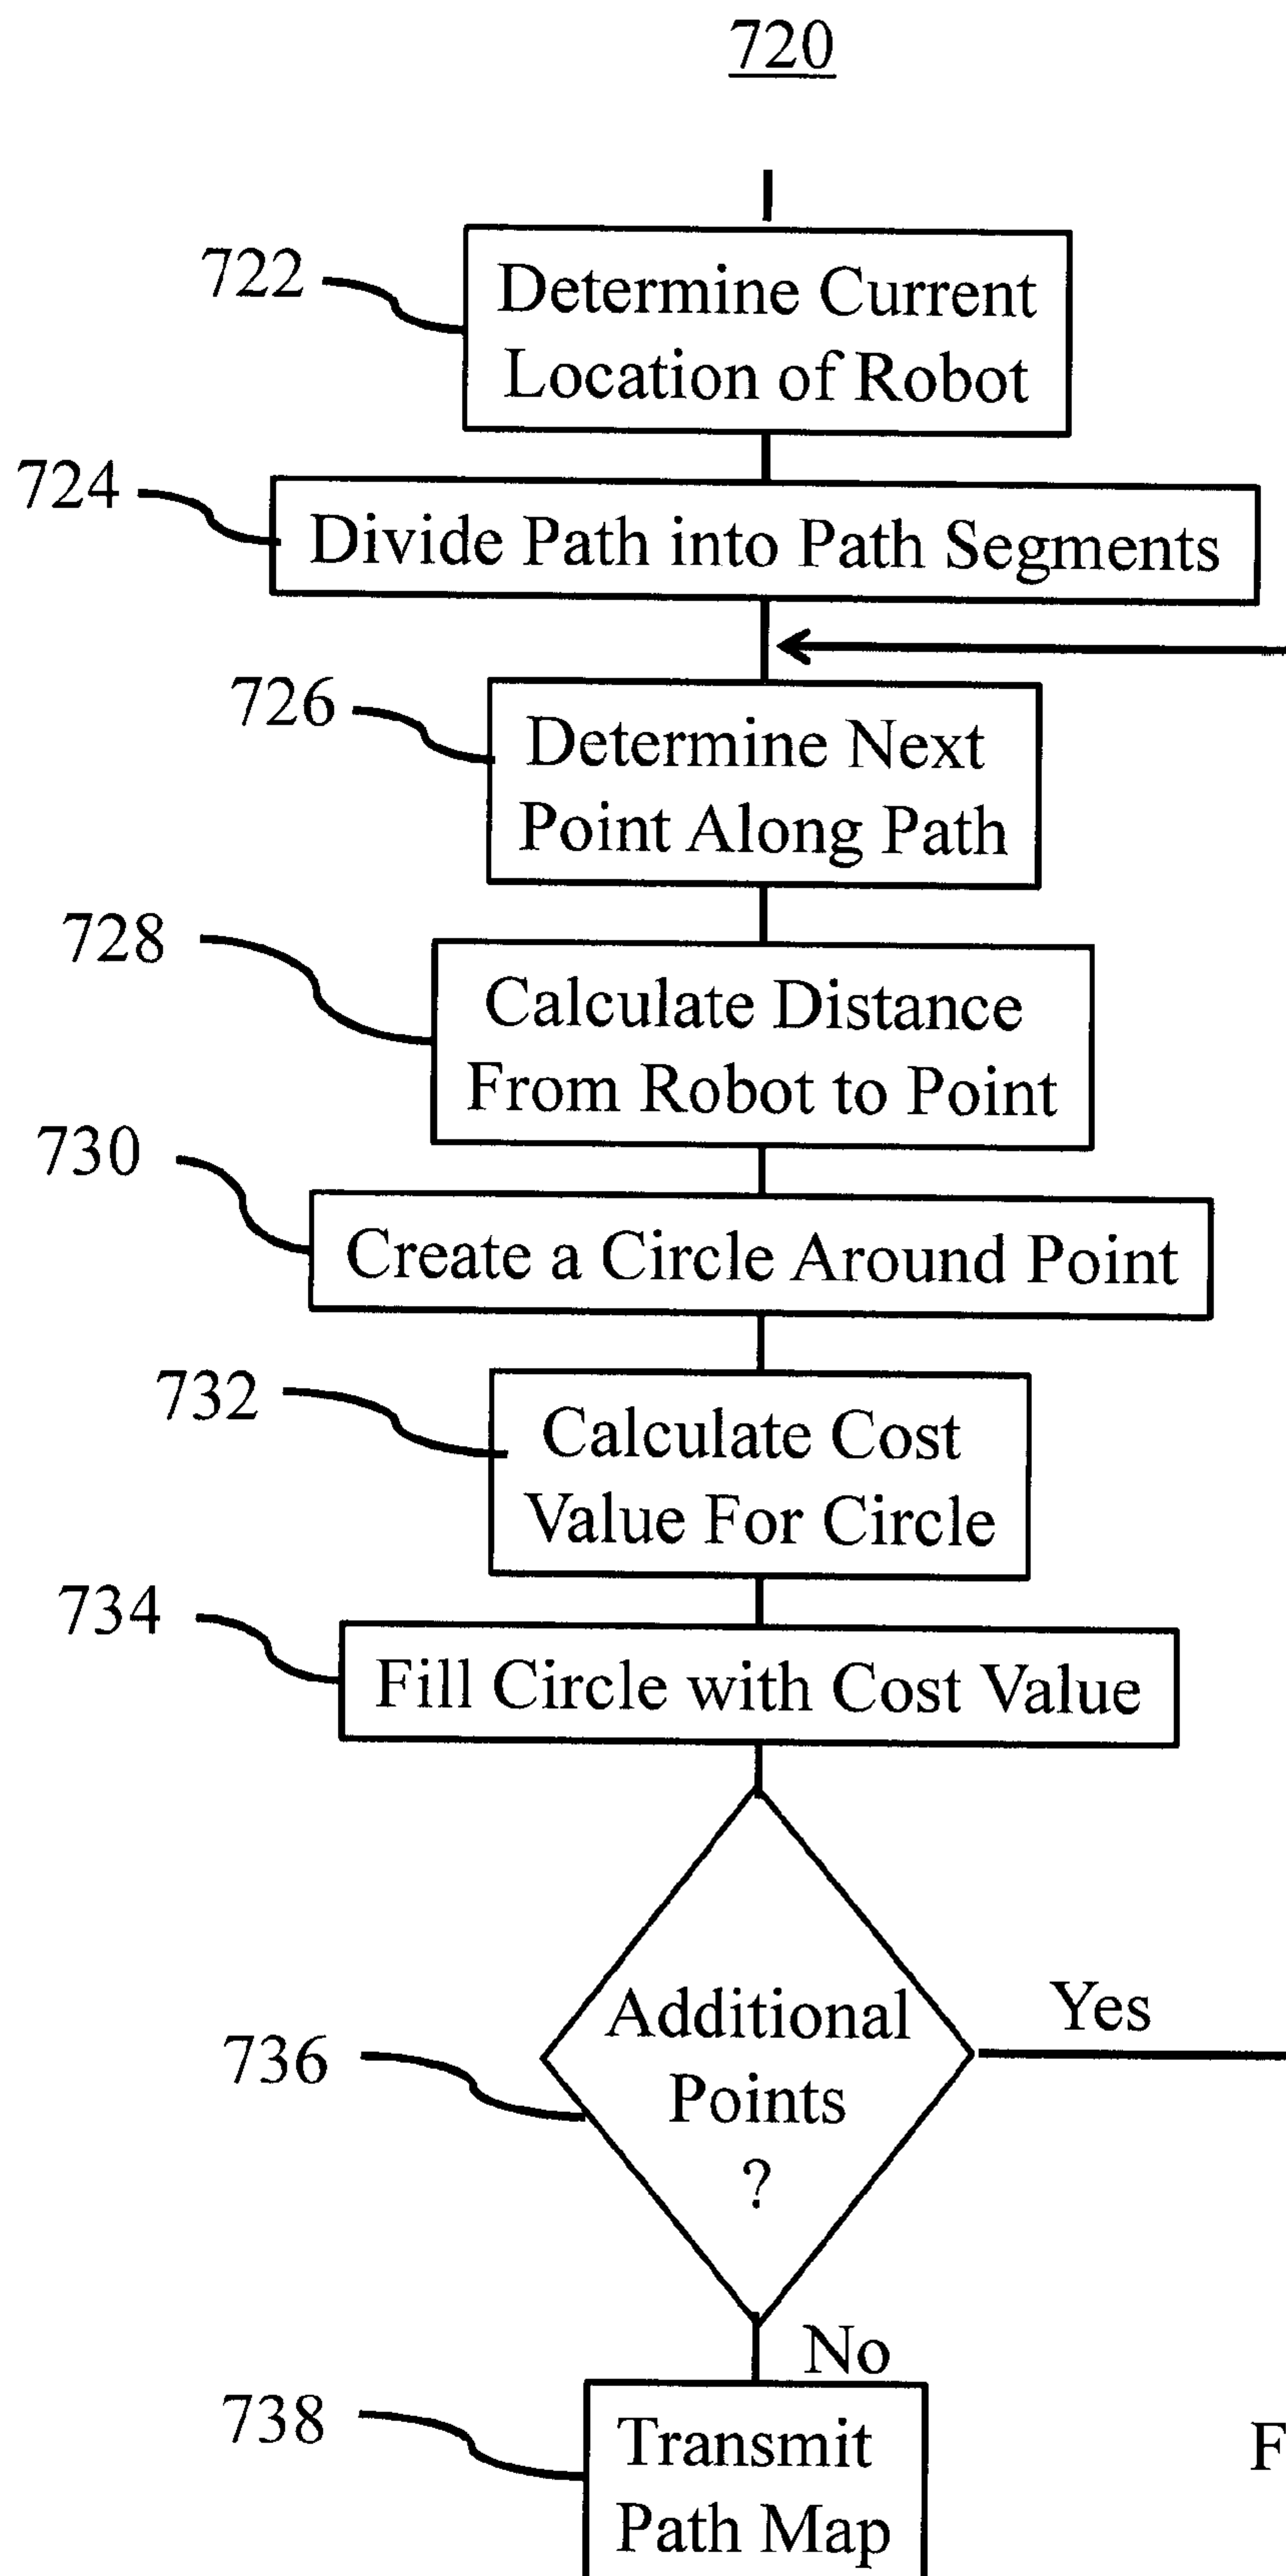 720
722
Determine Current
Location of Robot
724
Divide Path into Path Segments
726
Determine Next
Point Along Path
728
Calculate Distance
From Robot to Point
730
Create a Circle Around Point
732
Calculate Cost
Value For Circle
734
Fill Circle with Cost Value
736
Additional
Points
?
Yes
No
738
Transmit
Path Map
F